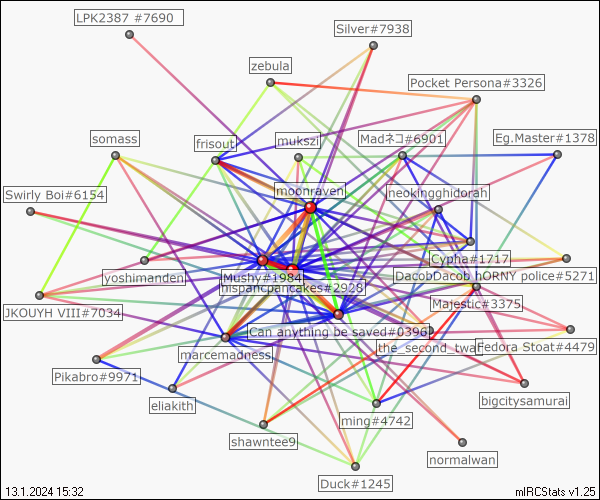 LPK2387 #7690
Silver#7938
zebula
Pocket Persona#3326
somass
frisout
mukszi
Madネコ#6901
Eg.Master#1378
moonraven
neokingghidorah
Swirly Boi#6154
Cypha#1717
yoshimanden
Mushy#1984
DacobDacob hORNY police#5271
hispanicpancakes#2928
Majestic#3375
JKOUYH VIII#7034
Can anything be saved#0396
marcemadness
the_second_twan
Fedora Stoat#4479
Pikabro#9971
eliakith
bigcitysamurai
ming#4742
shawntee9
normalwan
Duck#1245
13.1.2024 15:32
mIRCStats v1.25